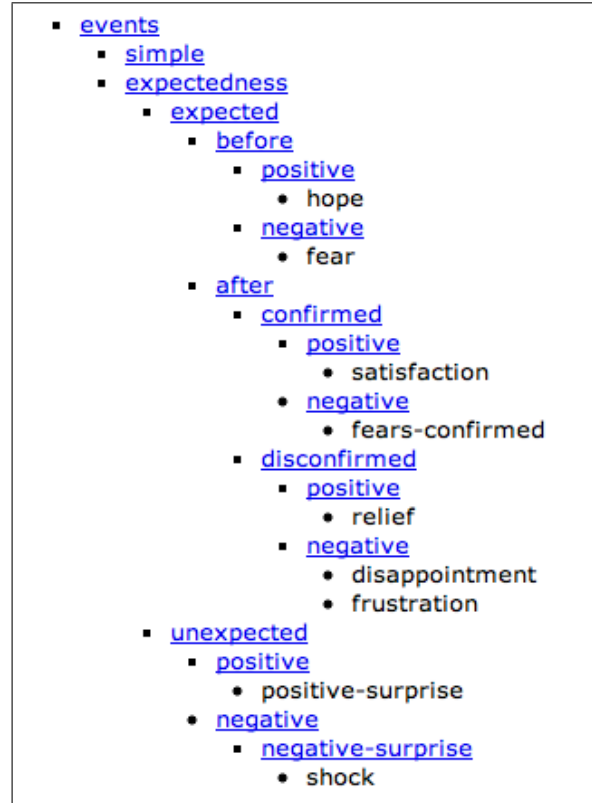 events
simple
expectedness
expected
before
positive
hope
negative
fear
after
confirmed
positive
satisfaction
negative
fears-confirmed
disconfirmed
positive
relief
negative
disappointment
frustration
unexpected
positive
positive-surprise
negative
negative-surprise
shock